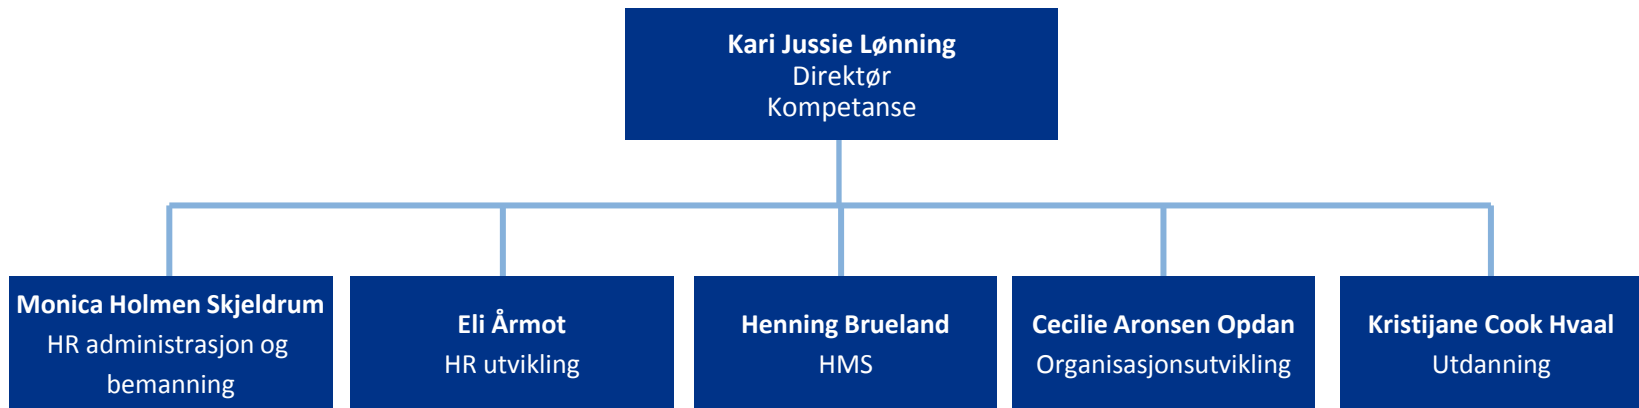 Kari Jussie Lønning
Direktør
Kompetanse
Monica Holmen Skjeldrum
HR administrasjon og
bemanning
Eli Årmot
HR utvikling
Henning Brueland
HMS
Cecilie Aronsen Opdan
Organisasjonsutvikling
Kristijane Cook Hvaal
Utdanning